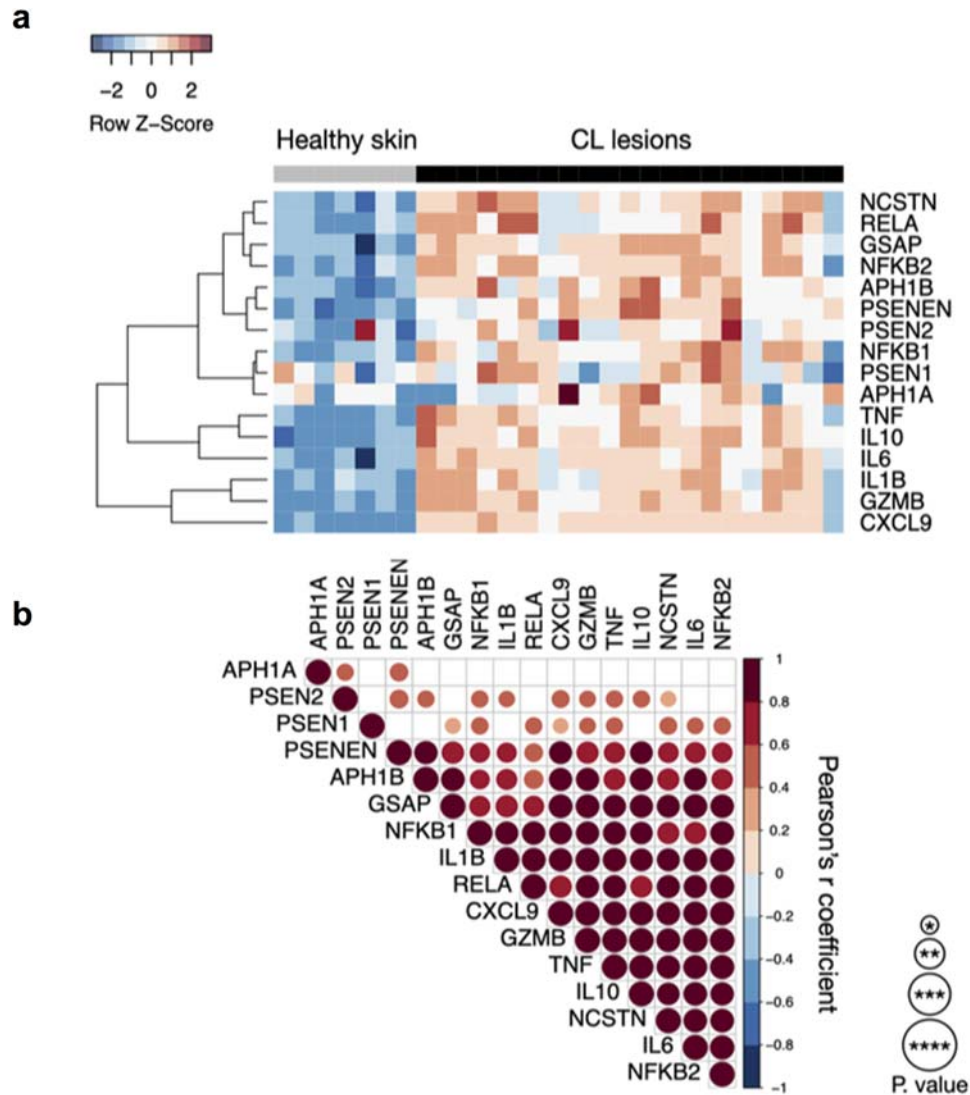 a
−2 0 2
Row Z−Score
Healthy skin CL lesions
NCSTN
RELA
GSAP
NFKB2
APH1B
PSENEN
PSEN2
NFKB1
PSEN1
APH1A
TNF
IL10
IL6
IL1B
GZMB
CXCL9
b
APH1A PSEN2 PSEN1 PSENEN APH1B GSAP NFKB1 IL1B RELA CXCL9 GZMB TNF IL10 NCSTN IL6 NFKB2
APH1A
PSEN2
PSEN1
PSENEN
APH1B
GSAP
NFKB1
IL1B
RELA
CXCL9
GZMB
TNF
IL10
NCSTN
IL6
NFKB2
1
0.8
0.6
0.4
0.2
0
−0.2
−0.4
−0.6
−0.8
−1
Pearson's r coefficient
*
**
***
****
P. value